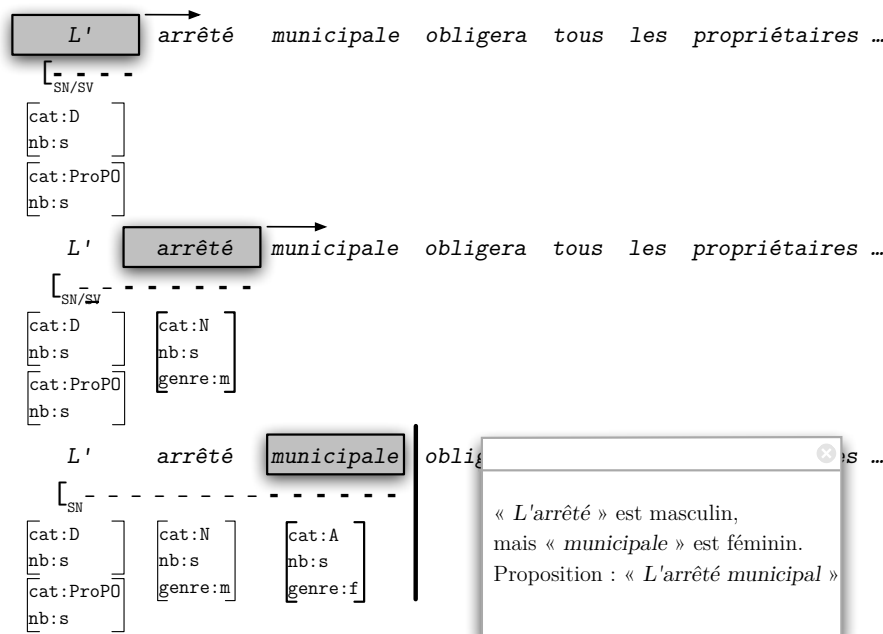 L' arrêté municipale obligera tous les propriétaires …
[SN/SV
cat:D
nb:s
cat:ProPO
nb:s
L' arrêté municipale obligera tous les propriétaires …
[SN/SV
cat:D cat:N
nb:s nb:s
cat:ProPO genre:m
nb:s
L' arrêté municipale oblig s …
[SN
cat:D cat:N cat:A
nb:s nb:s nb:s
cat:ProPO genre:m genre:f
nb:s
« L'arrêté » est masculin,
mais « municipale » est féminin.
Proposition : « L'arrêté municipal »